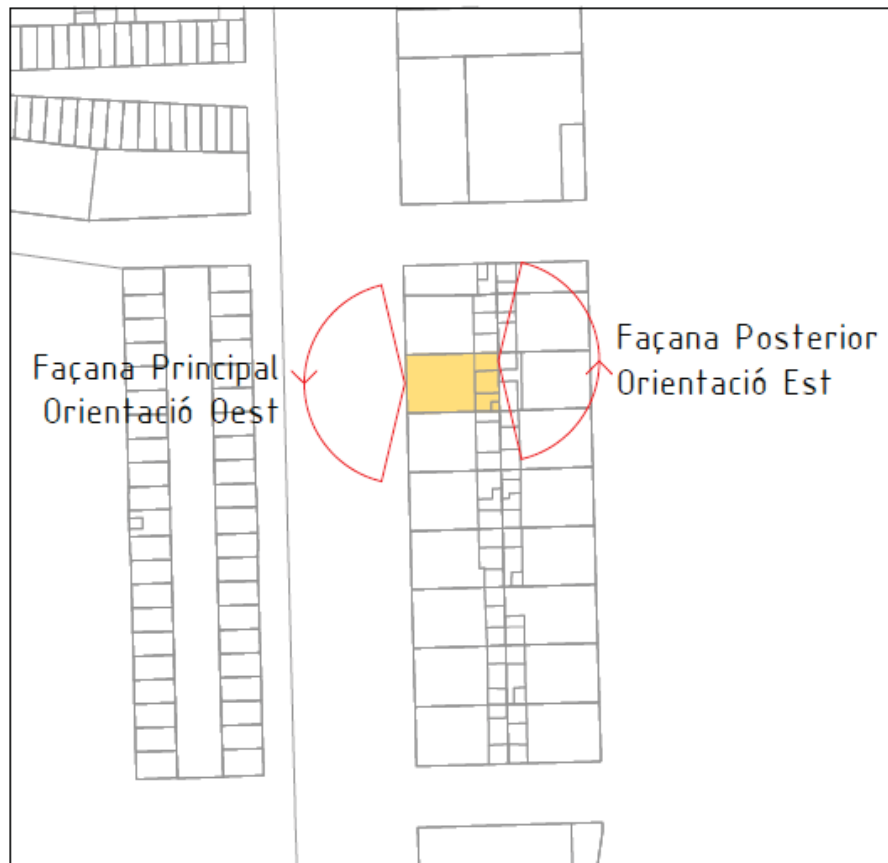 Façana Principal
Orientació Oest
Façana Posterior
Orientació Est